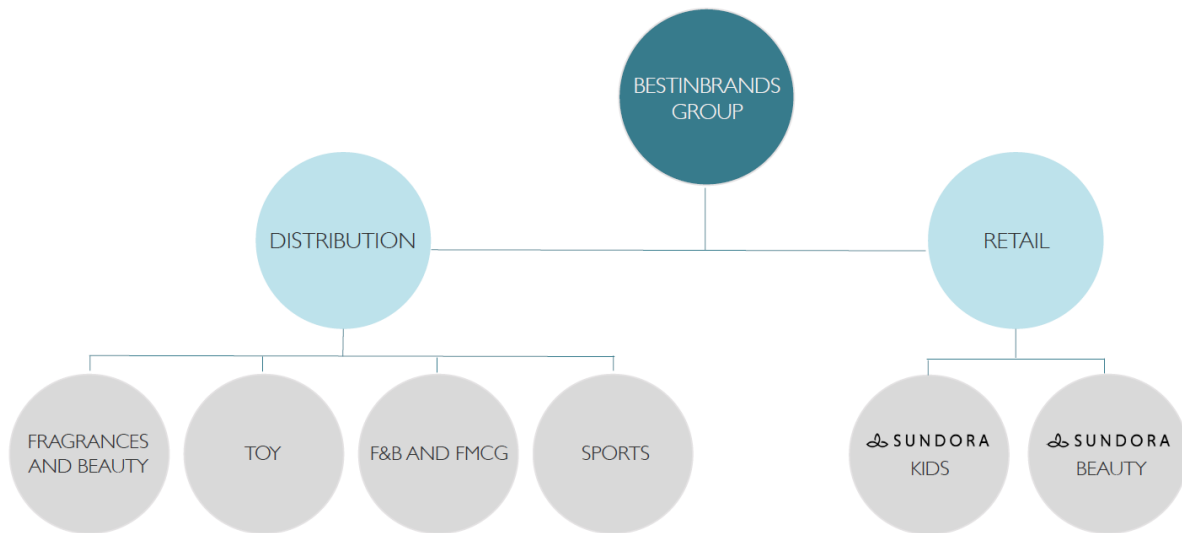 BESTINBRANDS
GROUP
DISTRIBUTION
RETAIL
FRAGRANCES
AND BEAUTY
TOY
F&B AND FMCG
SPORTS
SUNDORA
KIDS
SUNDORA
BEAUTY